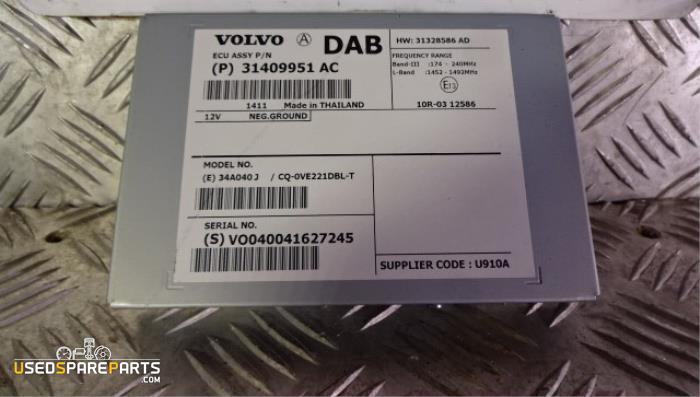 VOLVO A DAB
ECU ASSY P/N
(P) 31409951 AC
1411 Made in THAILAND
12V NEG.GROUND
HW: 31328586 AD
FREQUENCY RANGE
Band-III :174 - 240MHz
L-Band :1452 - 1492MHz
E13
10R-03 12586
MODEL NO.
(E) 34A040J / CQ-0VE221DBL-T
SERIAL NO.
(S) VO040041627245
SUPPLIER CODE : U910A
USEDSPAREPARTS
.COM